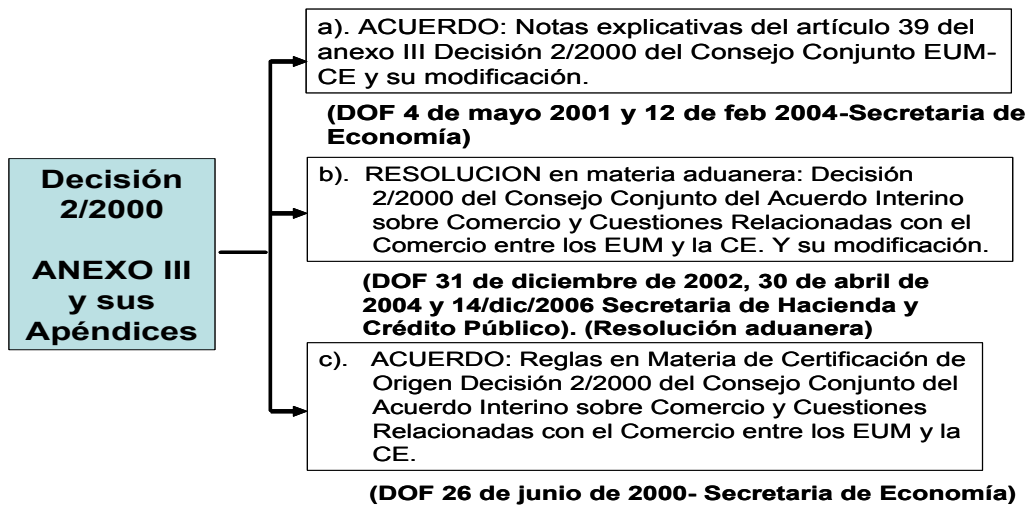 a). ACUERDO: Notas explicativas del artículo 39 del
anexo III Decisión 2/2000 del Consejo Conjunto EUM-
CE y su modificación.
(DOF 4 de mayo 2001 y 12 de feb 2004-Secretaria de
Economía)
Decisión
2/2000
ANEXO III
y sus
Apéndices
b). RESOLUCION en materia aduanera: Decisión
2/2000 del Consejo Conjunto del Acuerdo Interino
sobre Comercio y Cuestiones Relacionadas con el
Comercio entre los EUM y la CE. Y su modificación.
(DOF 31 de diciembre de 2002, 30 de abril de
2004 y 14/dic/2006 Secretaria de Hacienda y
Crédito Público). (Resolución aduanera)
c). ACUERDO: Reglas en Materia de Certificación de
Origen Decisión 2/2000 del Consejo Conjunto del
Acuerdo Interino sobre Comercio y Cuestiones
Relacionadas con el Comercio entre los EUM y la
CE.
(DOF 26 de junio de 2000- Secretaria de Economía)